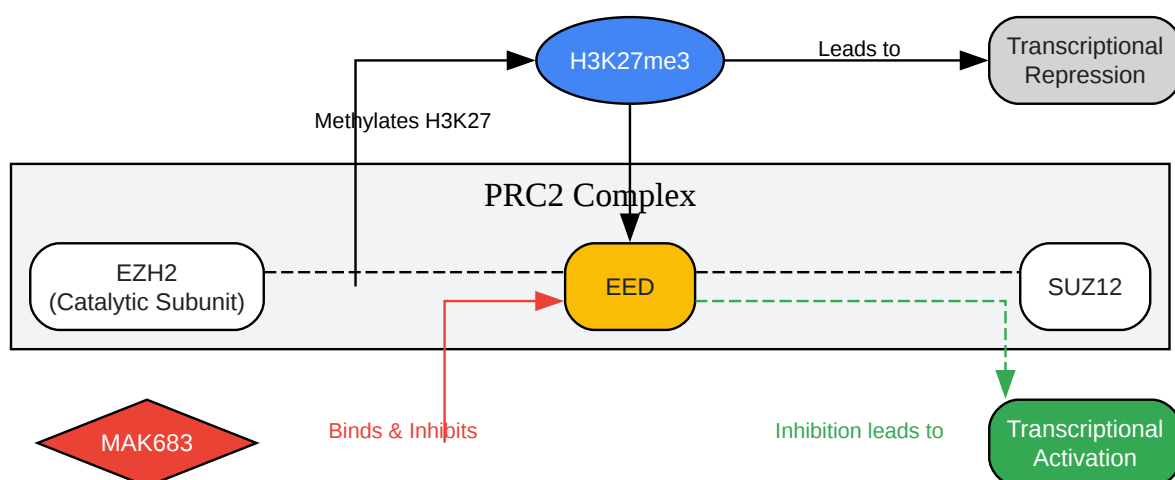 H3K27me3
Leads to
Transcriptional
Repression
Methylates H3K27
PRC2 Complex
EZH2
(Catalytic Subunit)
EED
SUZ12
MAK683
Binds & Inhibits
Inhibition leads to
Transcriptional
Activation